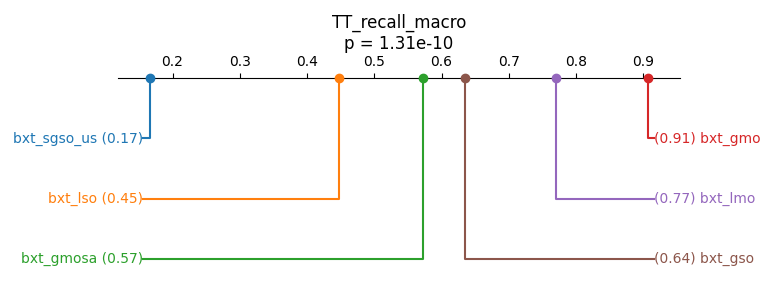 TT_recall_macro
p = 1.31e-10
0.2 0.3 0.4 0.5 0.6 0.7 0.8 0.9
bxt_sgso_us (0.17) (0.91) bxt_gmo
bxt_lso (0.45) (0.77) bxt_lmo
bxt_gmosa (0.57) (0.64) bxt_gso